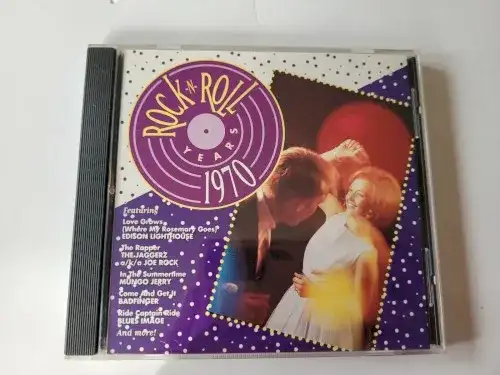 ROCK-N-ROLL
YEARS
1970
Featuring
Love Grows
(Where My Rosemary Goes)
EDISON LIGHTHOUSE
The Rapper
THE JAGGERZ
a/k/a JOE ROCK
In The Summertime
MUNGO JERRY
Come And Get It
BADFINGER
Ride Captain Ride
BLUES IMAGE
And more!